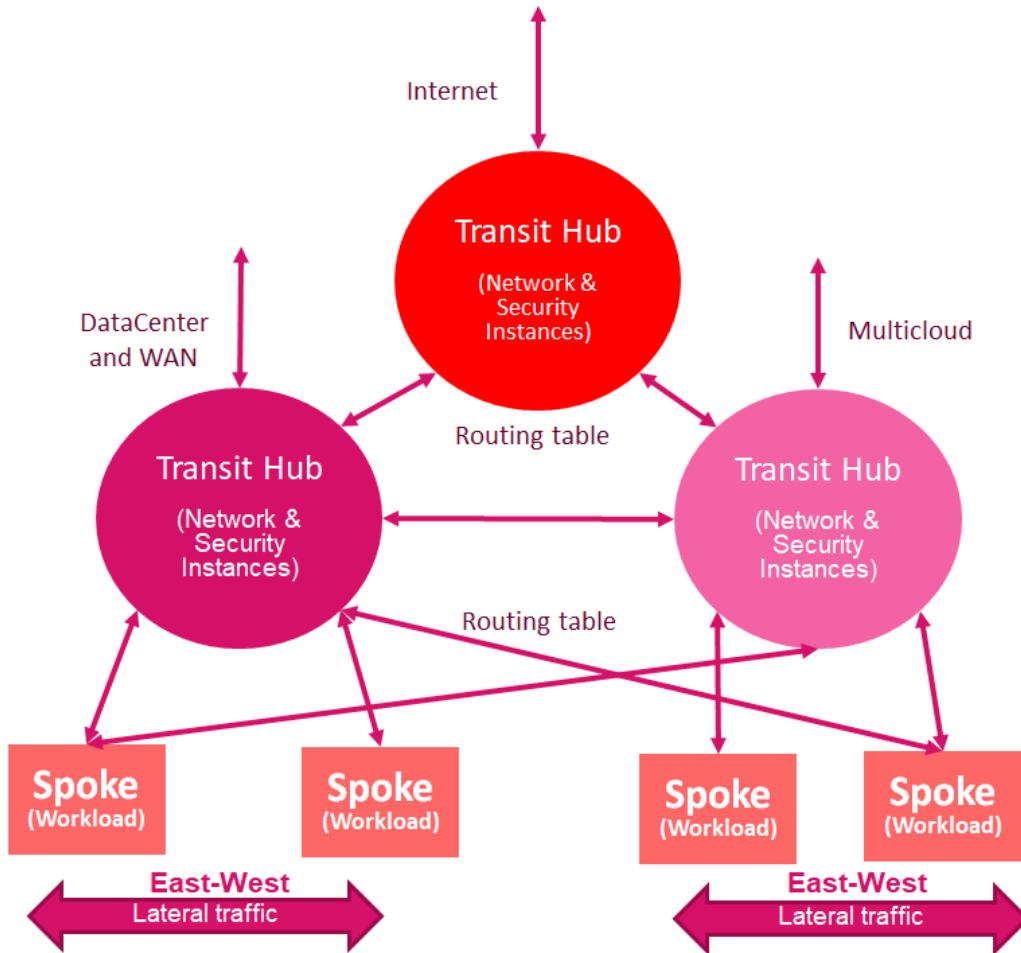 Internet
Transit Hub
(Network &
Security
Instances)
DataCenter
and WAN
Multicloud
Routing table
Transit Hub
(Network &
Security
Instances)
Transit Hub
(Network &
Security
Instances)
Routing table
Spoke
(Workload)
Spoke
(Workload)
Spoke
(Workload)
Spoke
(Workload)
East-West
Lateral traffic
East-West
Lateral traffic